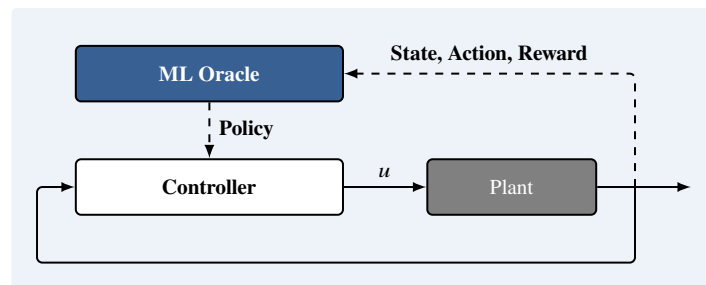 State, Action, Reward
ML Oracle
Policy
Controller
u
Plant